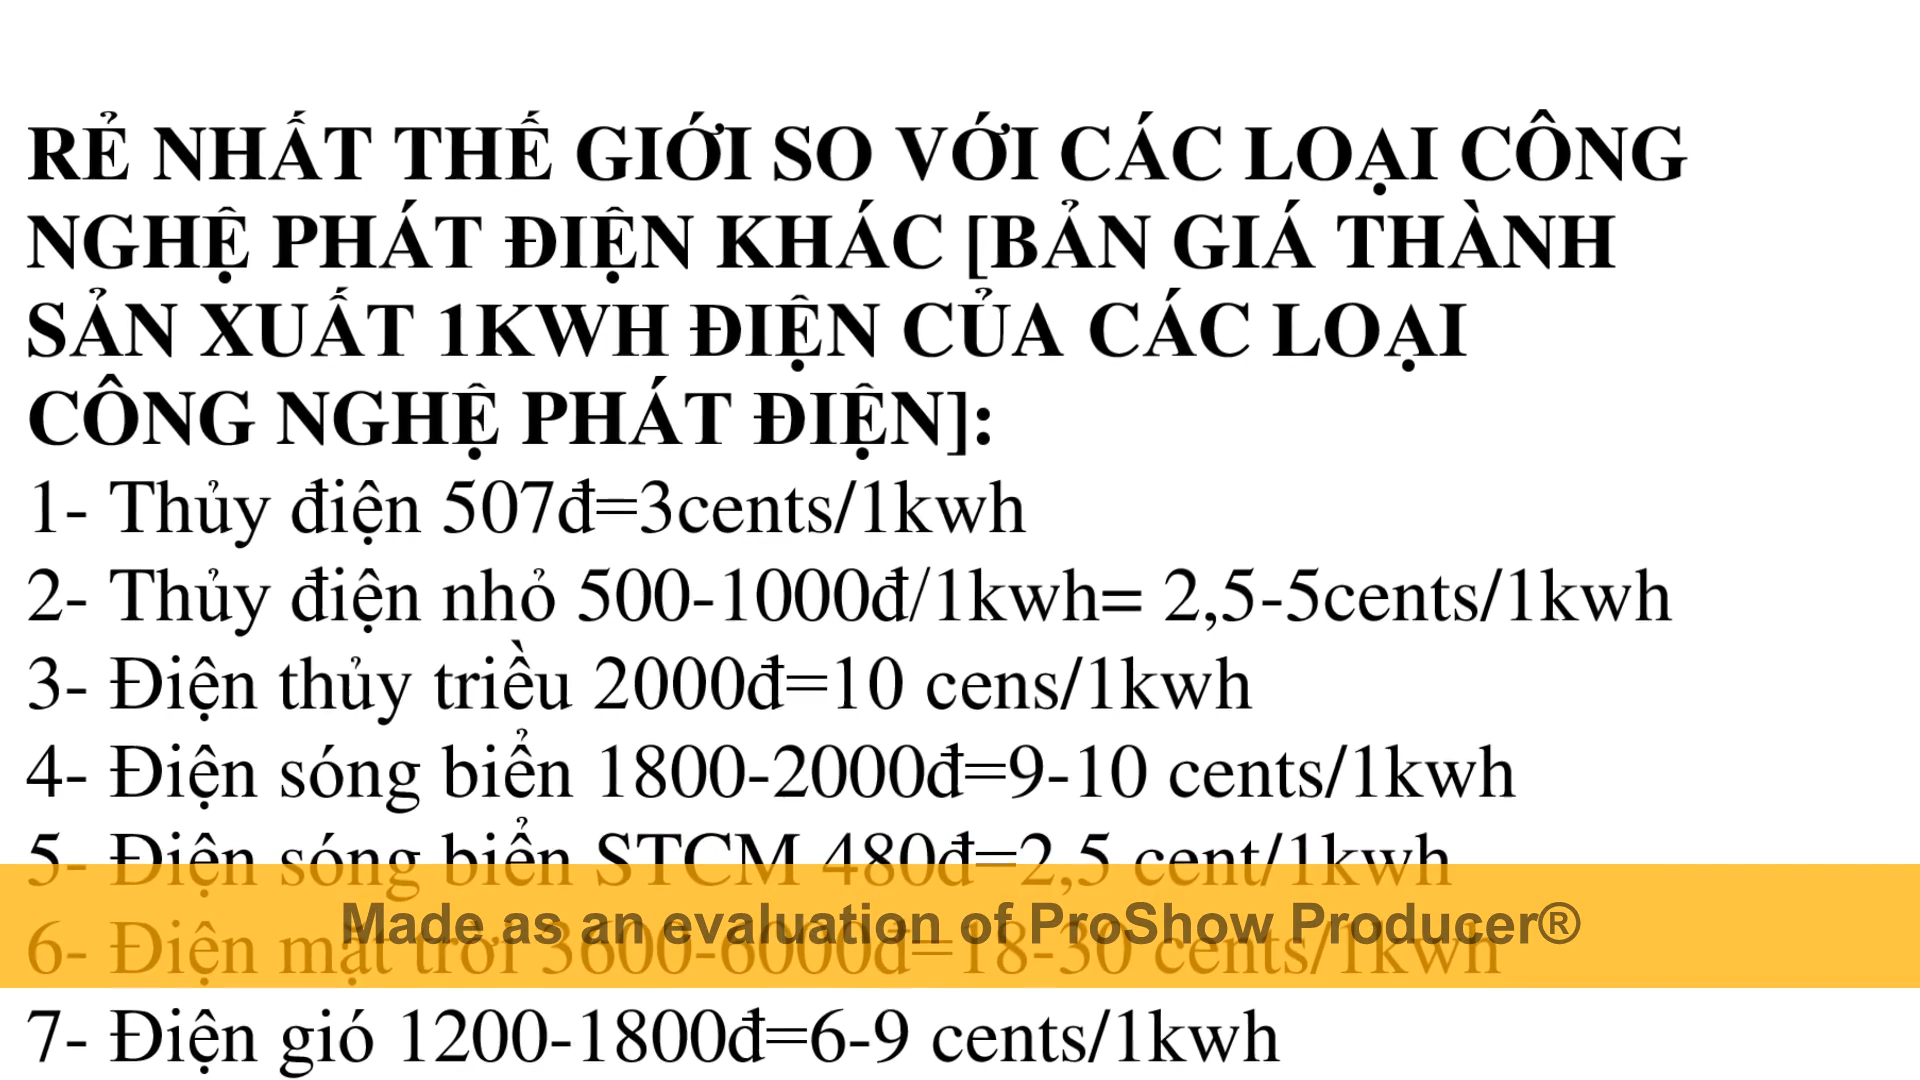 RẺ NHẤT THẾ GIỚI SO VỚI CÁC LOẠI CÔNG
NGHỆ PHÁT ĐIỆN KHÁC [BẢN GIÁ THÀNH
SẢN XUẤT 1KWH ĐIỆN CỦA CÁC LOẠI
CÔNG NGHỆ PHÁT ĐIỆN]:
1- Thủy điện 507đ=3cents/1kwh
2- Thủy điện nhỏ 500-1000đ/1kwh= 2,5-5cents/1kwh
3- Điện thủy triều 2000đ=10 cens/1kwh
4- Điện sóng biển 1800-2000đ=9-10 cents/1kwh
5- Điện sóng biển STCM 480đ=2,5 cent/1kwh
Made as an evaluation of ProShow Producer®
6- Điện mặt trời 3600-6000đ=18-30 cents/1kwh
7- Điện gió 1200-1800đ=6-9 cents/1kwh